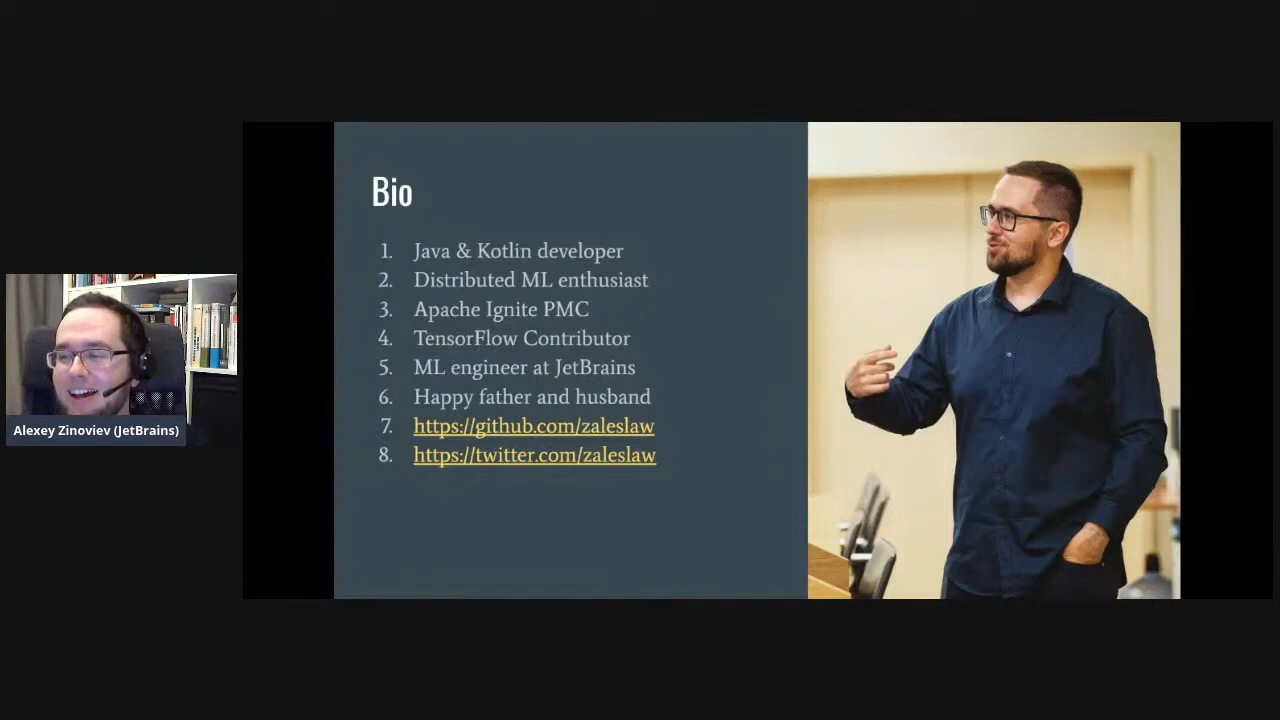 Bio
1. Java & Kotlin developer
2. Distributed ML enthusiast
3. Apache Ignite PMC
4. TensorFlow Contributor
5. ML engineer at JetBrains
6. Happy father and husband
7. https://github.com/zaleslaw
8. https://twitter.com/zaleslaw
Alexey Zinoviev (JetBrains)